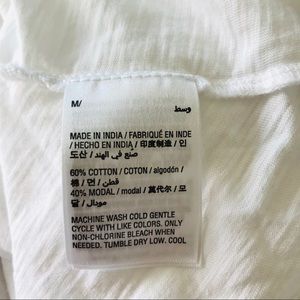 M/ وسط
MADE IN INDIA / FABRIQUÉ EN INDE
/ HECHO EN INDIA / 印度制造 / 인
도산 / صنع في الهند /
60% COTTON / COTON / algodón /
棉 / 면 / قطن /
40% MODAL / modal / 莫代尔 / 모
달 / مودال /
MACHINE WASH COLD GENTLE
CYCLE WITH LIKE COLORS. ONLY
NON-CHLORINE BLEACH WHEN
NEEDED. TUMBLE DRY LOW. COOL